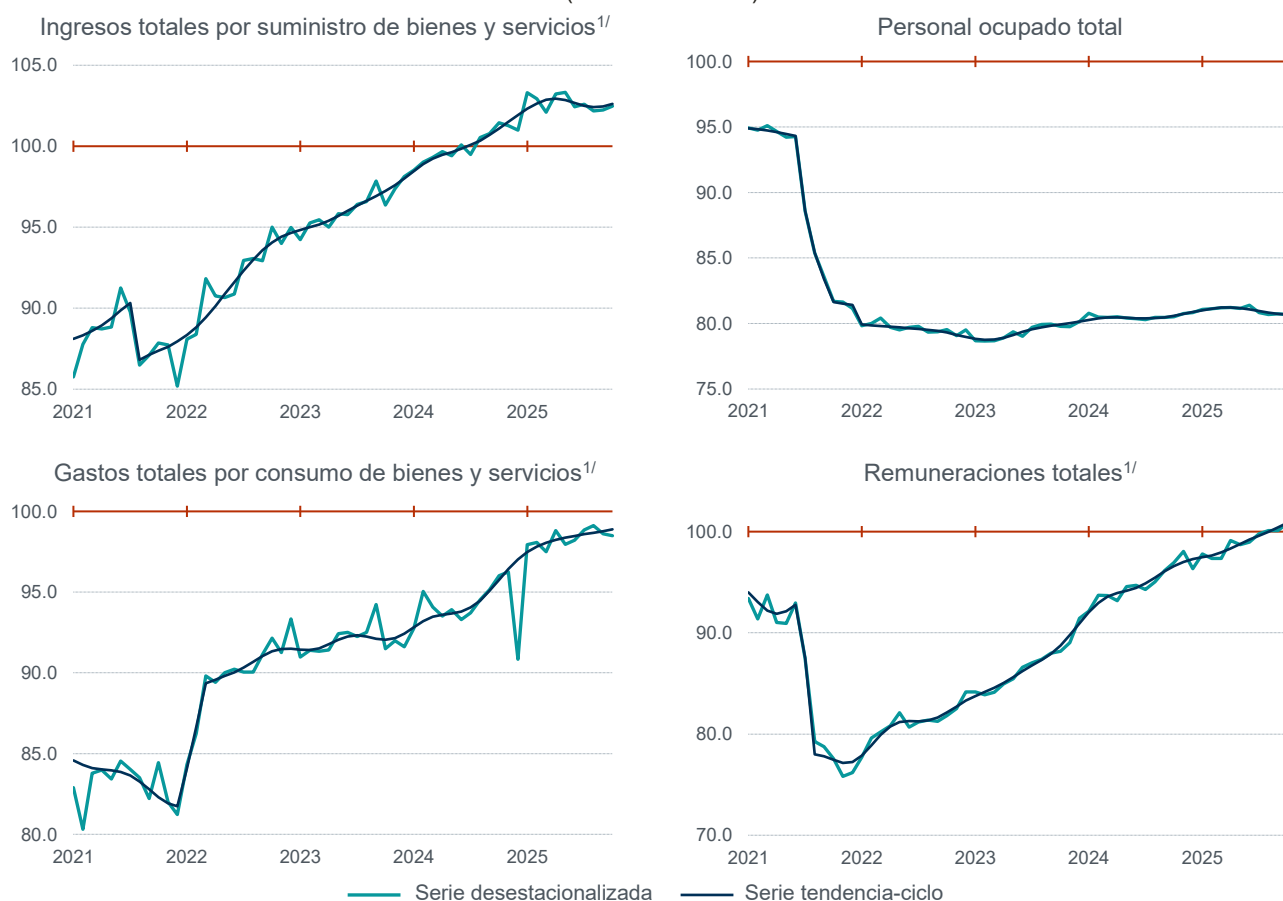 Ingresos totales por suministro de bienes y servicios1/
105.0
100.0
95.0
90.0
85.0
2021 2022 2023 2024 2025
Personal ocupado total
100.0
95.0
90.0
85.0
80.0
75.0
2021 2022 2023 2024 2025
Gastos totales por consumo de bienes y servicios1/
100.0
95.0
90.0
85.0
80.0
2021 2022 2023 2024 2025
Remuneraciones totales1/
100.0
90.0
80.0
70.0
2021 2022 2023 2024 2025
Serie desestacionalizada Serie tendencia-ciclo